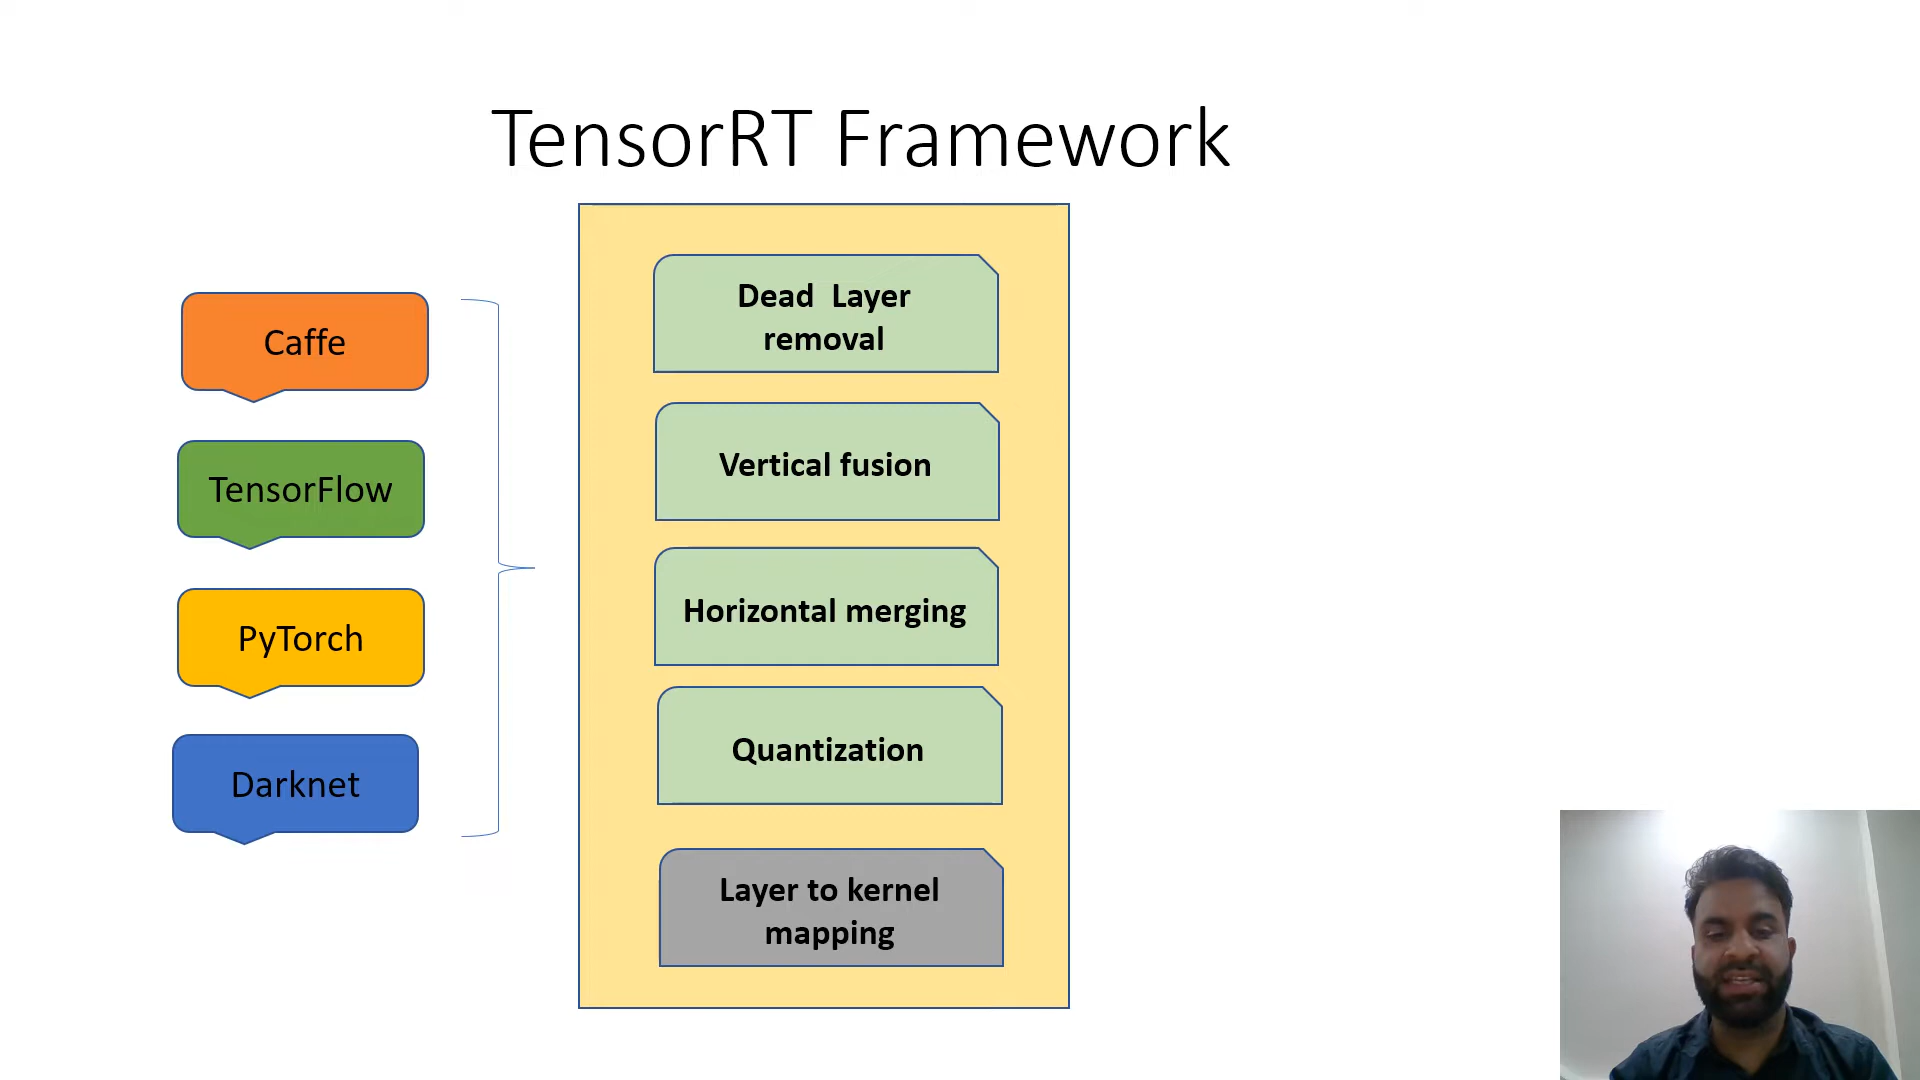 TensorRT Framework
Caffe
TensorFlow
PyTorch
Darknet
Dead Layer
removal
Vertical fusion
Horizontal merging
Quantization
Layer to kernel
mapping